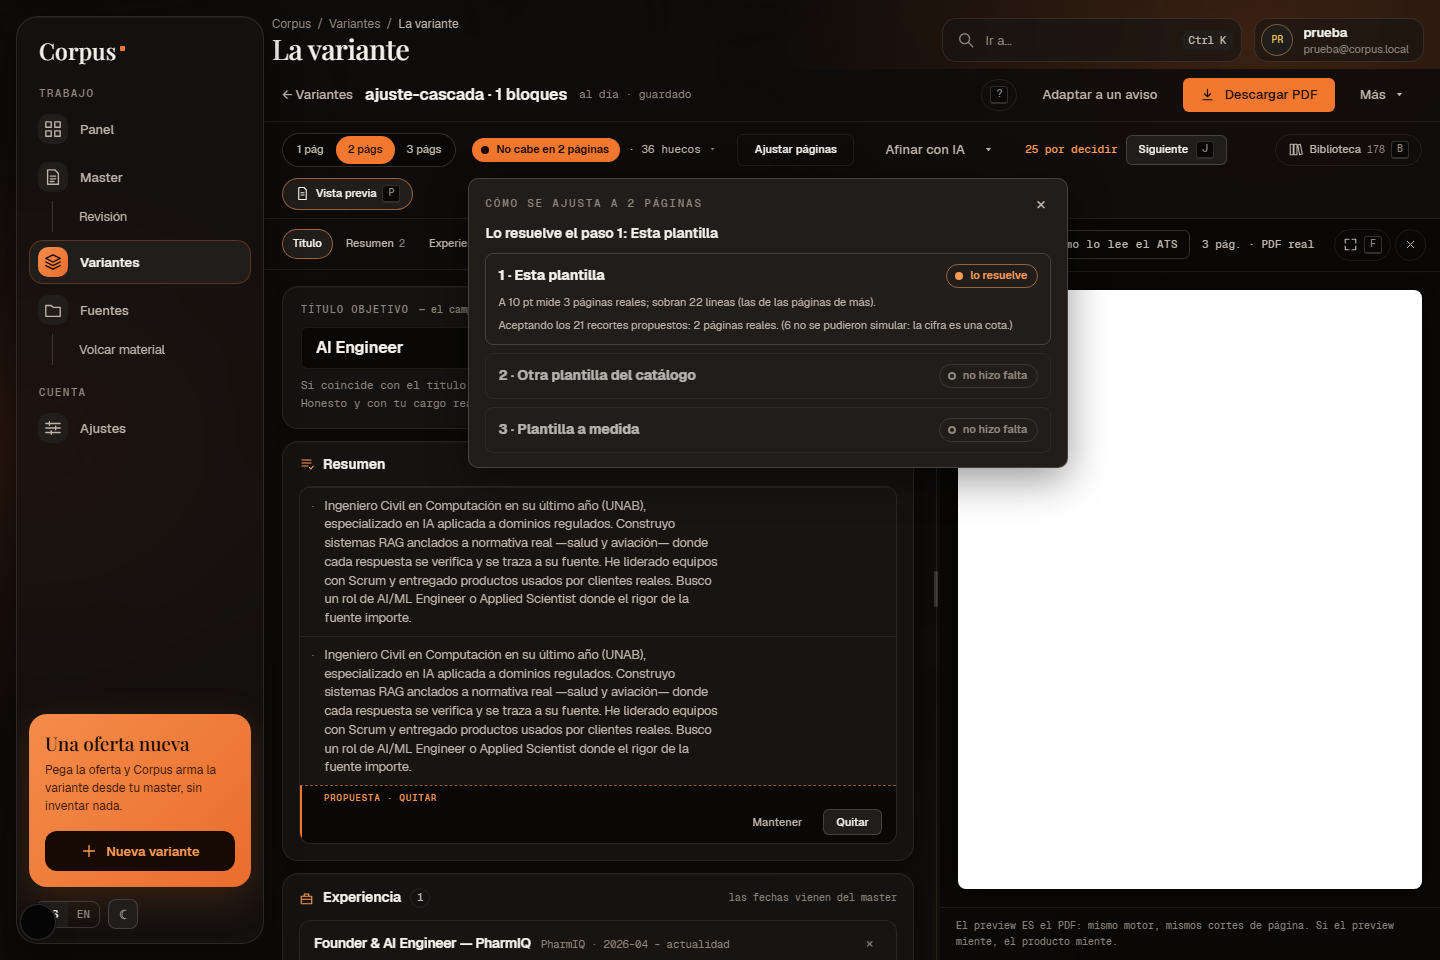 Corpus
TRABAJO
Panel
Master
Revisión
Variantes
Fuentes
Volcar material
CUENTA
Ajustes
Una oferta nueva
Pega la oferta y Corpus arma la
variante desde tu master, sin
inventar nada.
Nueva variante
EN
Corpus / Variantes / La variante
La variante
Ir a…
Ctrl K
PR
prueba
prueba@corpus.local
← Variantes
ajuste-cascada · 1 bloques
al día · guardado
?
Adaptar a un aviso
Descargar PDF
Más
1 pág
2 págs
3 págs
No cabe en 2 páginas
· 36 huecos ·
Ajustar páginas
Afinar con IA
25 por decidir
Siguiente J
Biblioteca 178 B
Vista previa P
Título
Resumen 2
Experie
CÓMO SE AJUSTA A 2 PÁGINAS
×
Lo resuelve el paso 1: Esta plantilla
1 · Esta plantilla
lo resuelve
A 10 pt mide 3 páginas reales; sobran 22 líneas (las de las páginas de más).
Aceptando los 21 recortes propuestos: 2 páginas reales. (6 no se pudieron simular: la cifra es una cota.)
2 · Otra plantilla del catálogo
no hizo falta
3 · Plantilla a medida
no hizo falta
mo lo lee el ATS
3 pág. · PDF real
F
TÍTULO OBJETIVO — el cam
AI Engineer
Si coincide con el título
Honesto y con tu cargo rea
Resumen
· Ingeniero Civil en Computación en su último año (UNAB),
especializado en IA aplicada a dominios regulados. Construyo
sistemas RAG anclados a normativa real —salud y aviación— donde
cada respuesta se verifica y se traza a su fuente. He liderado equipos
con Scrum y entregado productos usados por clientes reales. Busco
un rol de AI/ML Engineer o Applied Scientist donde el rigor de la
fuente importe.
· Ingeniero Civil en Computación en su último año (UNAB),
especializado en IA aplicada a dominios regulados. Construyo
sistemas RAG anclados a normativa real —salud y aviación— donde
cada respuesta se verifica y se traza a su fuente. He liderado equipos
con Scrum y entregado productos usados por clientes reales. Busco
un rol de AI/ML Engineer o Applied Scientist donde el rigor de la
fuente importe.
PROPUESTA · QUITAR
Mantener
Quitar
Experiencia 1
las fechas vienen del master
Founder & AI Engineer — PharmIQ
PharmIQ · 2026-04 – actualidad
×
El preview ES el PDF: mismo motor, mismos cortes de página. Si el preview
miente, el producto miente.